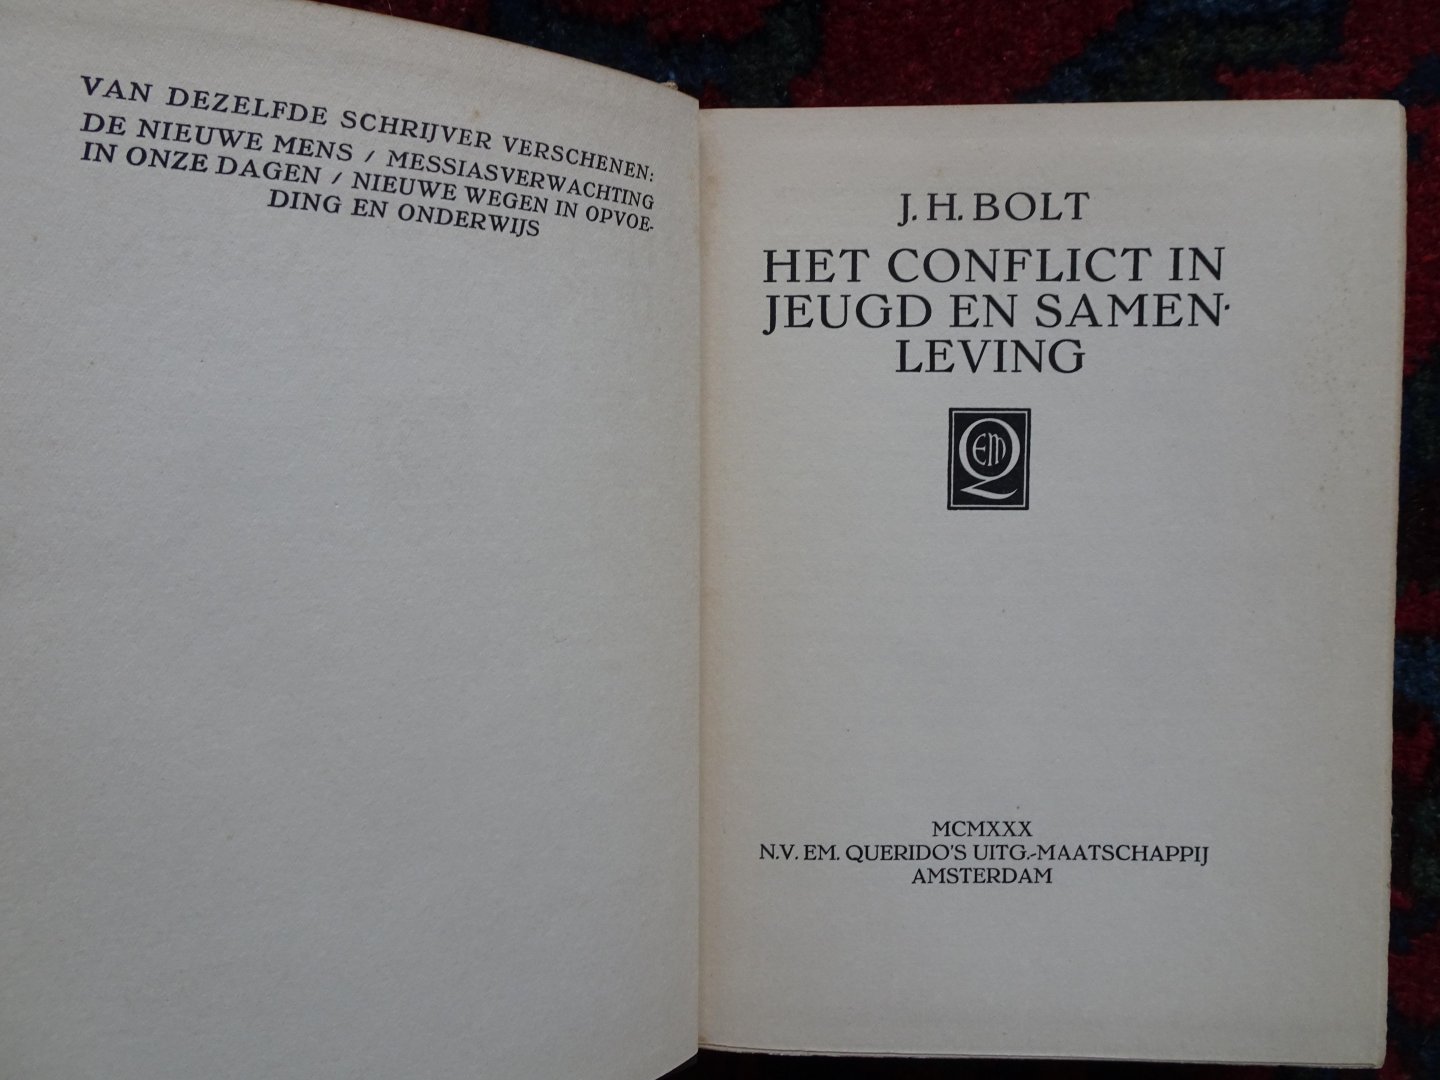 VAN DEZELFDE SCHRIJVER VERSCHENEN:
DE NIEUWE MENS / MESSIASVERWACHTING
IN ONZE DAGEN / NIEUWE WEGEN IN OPVOE-
DING EN ONDERWIJS
J. H. BOLT
HET CONFLICT IN
JEUGD EN SAMEN-
LEVING
EM Q
MCMXXX
N.V. EM. QUERIDO'S UITG.-MAATSCHAPPIJ
AMSTERDAM